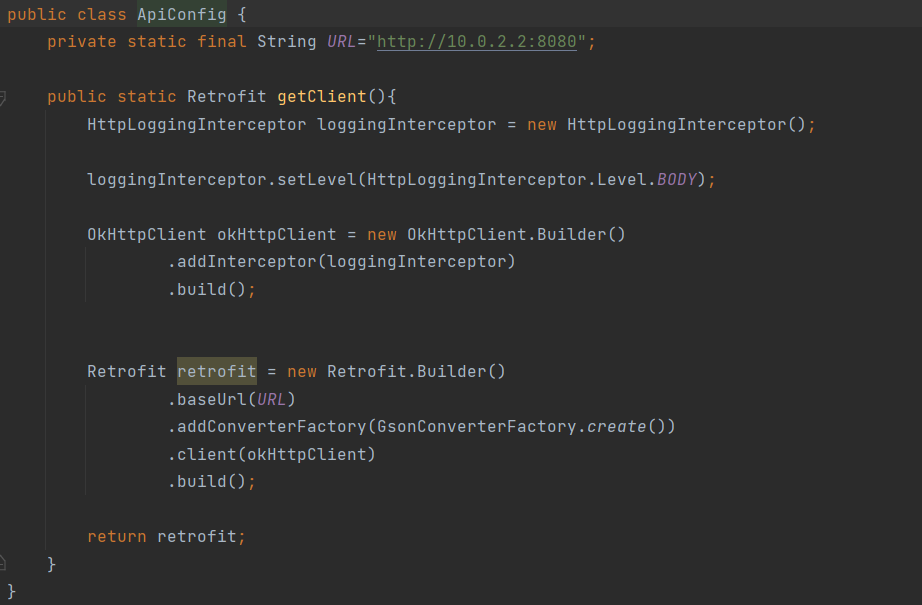 public class ApiConfig {
    private static final String URL="http://10.0.2.2:8080";
    public static Retrofit getClient(){
        HttpLoggingInterceptor loggingInterceptor = new HttpLoggingInterceptor();
        loggingInterceptor.setLevel(HttpLoggingInterceptor.Level.BODY);
        OkHttpClient okHttpClient = new OkHttpClient.Builder()
                .addInterceptor(loggingInterceptor)
                .build();
        Retrofit retrofit = new Retrofit.Builder()
                .baseUrl(URL)
                .addConverterFactory(GsonConverterFactory.create())
                .client(okHttpClient)
                .build();
        return retrofit;
    }
}